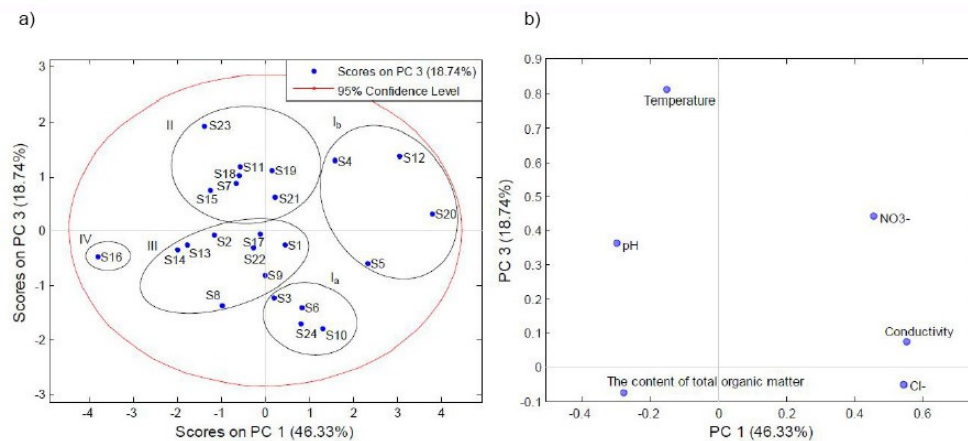 a)
3
2
1
0
-1
-2
-3
Scores on PC 3 (18.74%)
Scores on PC 3 (18.74%)
95% Confidence Level
II
S23
S11
S18
S7
S15
S19
S21
Ib
S4
S12
S20
S5
IV
S16
III
S14
S13
S2
S17
S22
S1
S9
S8
Ia
S3
S6
S24
S10
-4 -3 -2 -1 0 1 2 3 4
Scores on PC 1 (46.33%)
b)
0.9
0.8
0.7
0.6
0.5
0.4
0.3
0.2
0.1
0
-0.1
PC 3 (18.74%)
Temperature
NO3-
pH
Conductivity
The content of total organic matter
Cl-
-0.4 -0.2 0 0.2 0.4 0.6
PC 1 (46.33%)